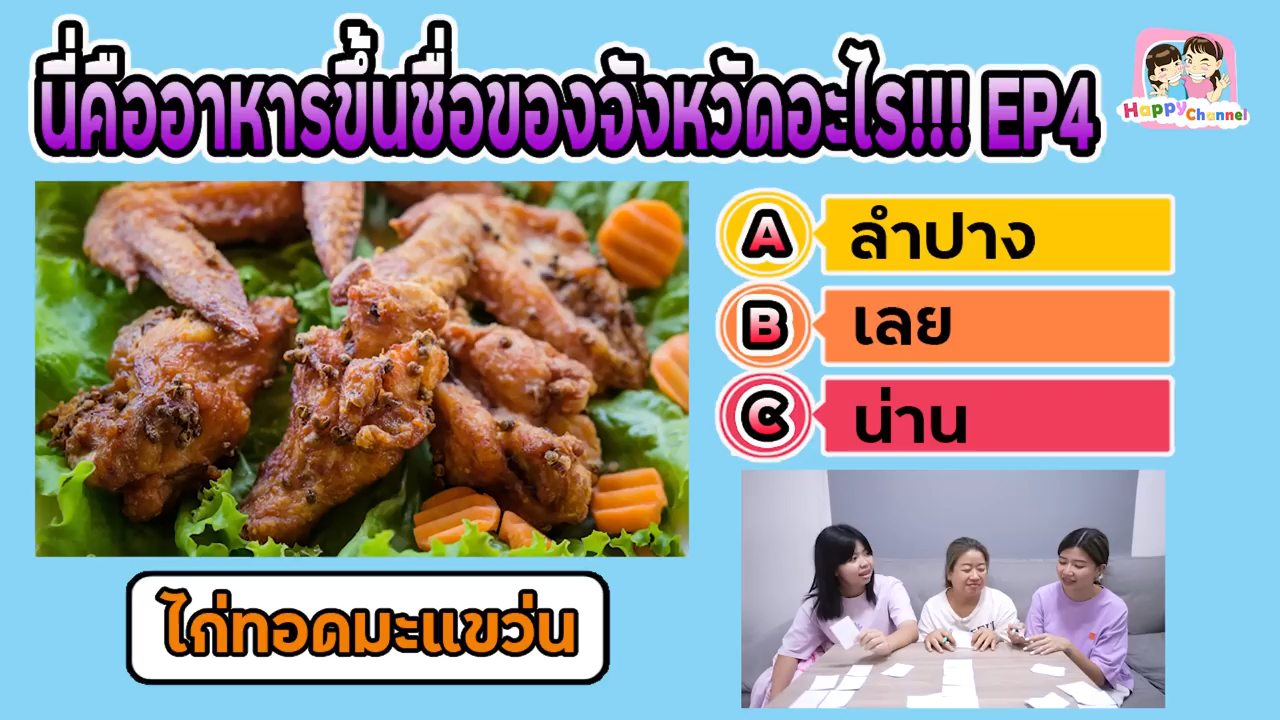 นี่คืออาหารขึ้นชื่อของจังหวัดอะไร!!! EP4
Happy Channel
A ลำปาง
B เลย
C น่าน
ไก่ทอดมะแขว่น